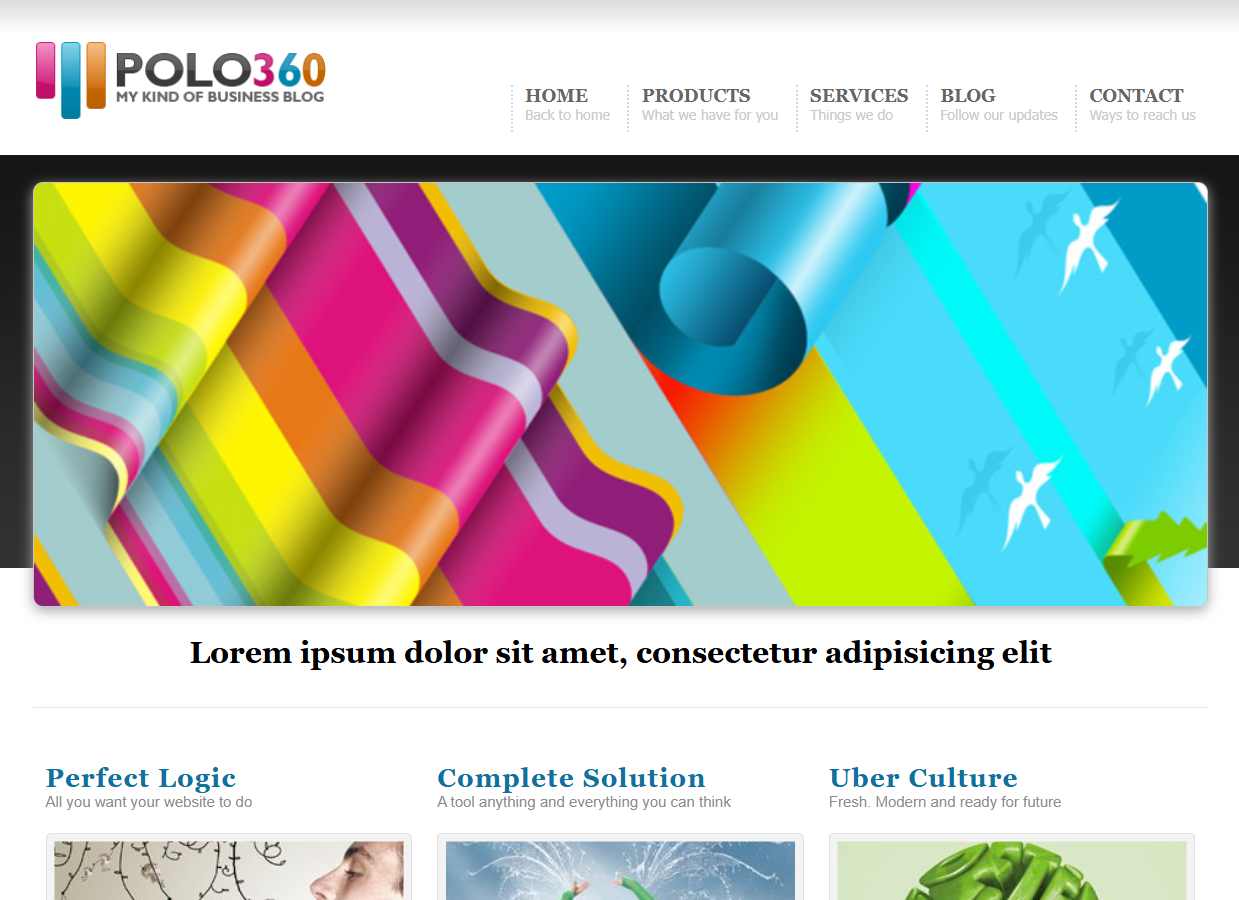 POLO360
MY KIND OF BUSINESS BLOG
HOME
Back to home
PRODUCTS
What we have for you
SERVICES
Things we do
BLOG
Follow our updates
CONTACT
Ways to reach us
Lorem ipsum dolor sit amet, consectetur adipisicing elit
Perfect Logic
All you want your website to do
Complete Solution
A tool anything and everything you can think
Uber Culture
Fresh. Modern and ready for future